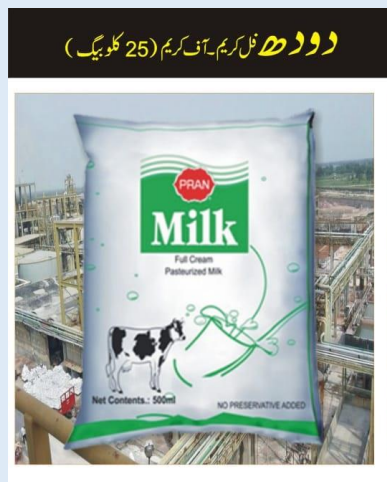 دودھ فل کریم۔آف کریم (25 کلو بیگ)
PRAN
Milk
Full Cream
Pasteurized Milk
Net Contents.: 500ml
NO PRESERVATIVE ADDED